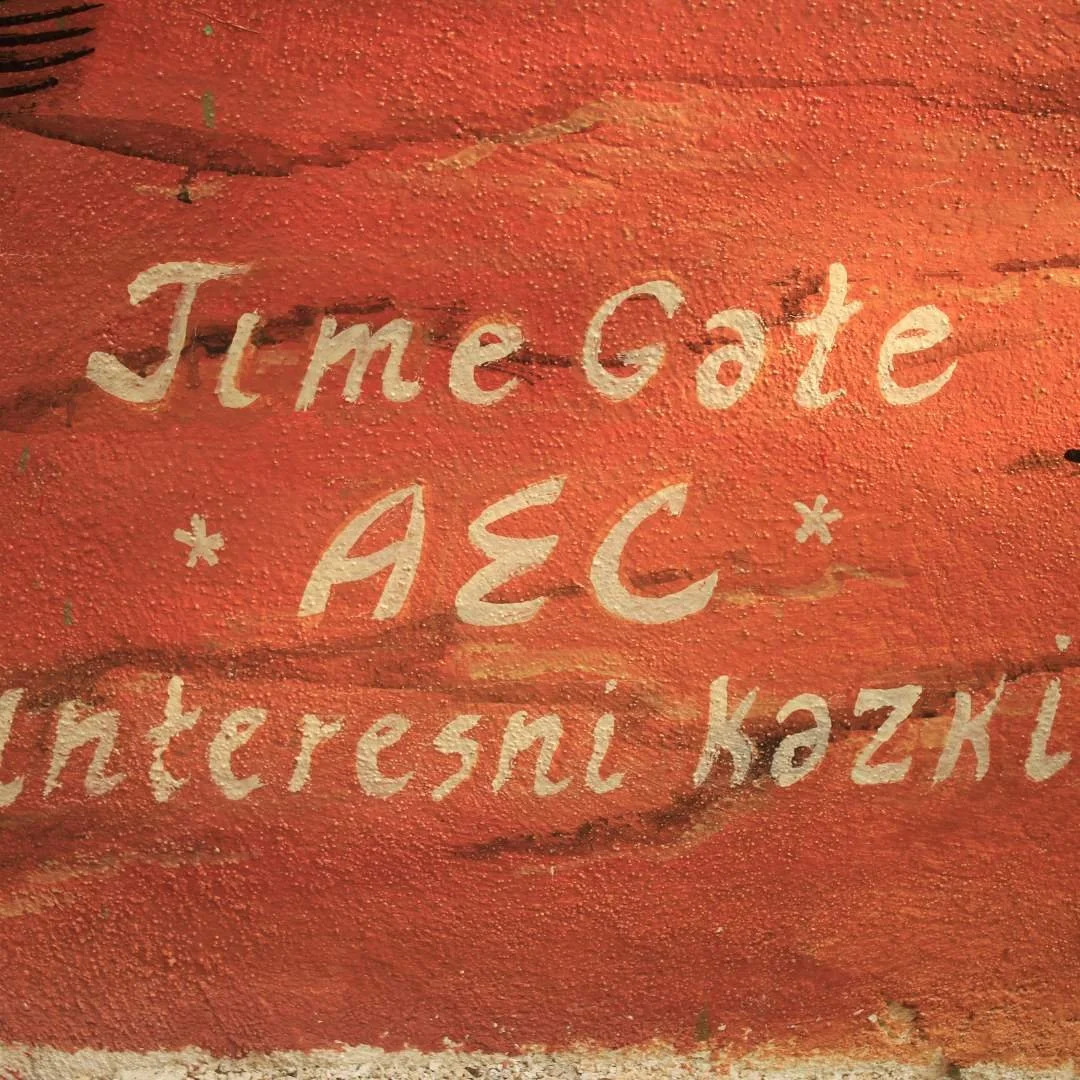 Time Gate
* AEC *
Interesni kazki